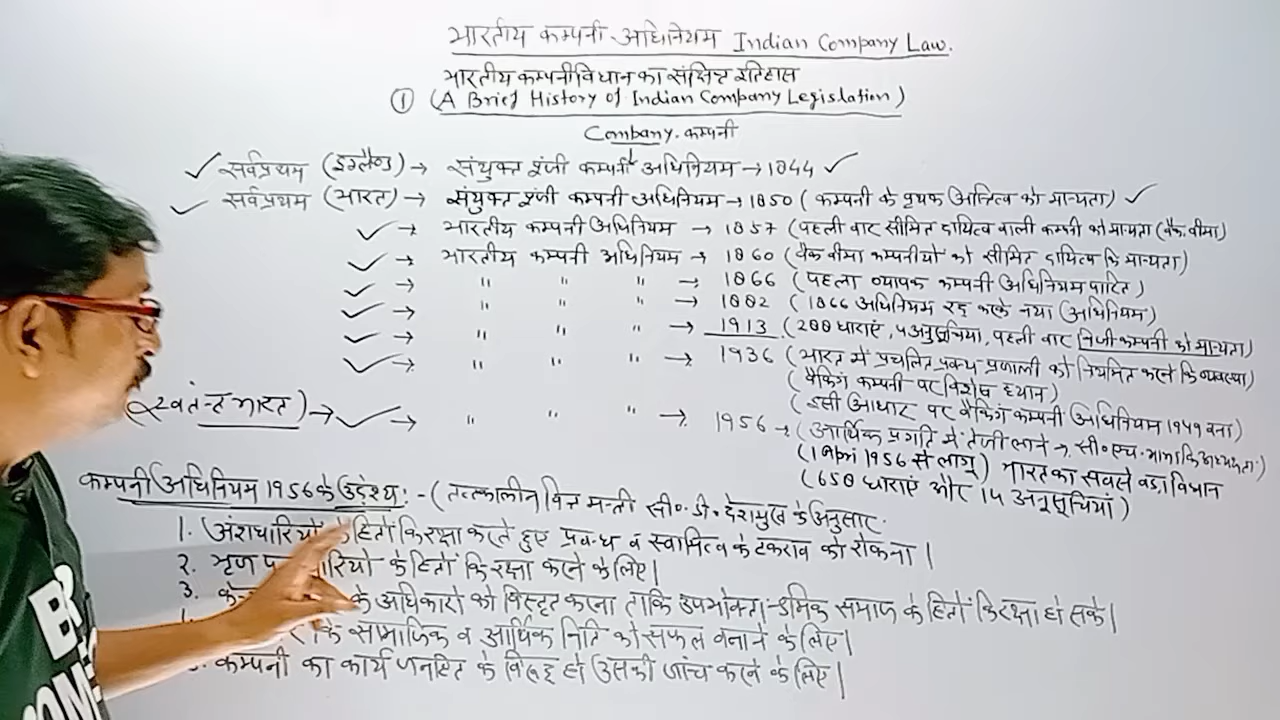 भारतीय कम्पनी अधिनियम Indian Company Law.
भारतीय कम्पनी विधान का संक्षिप्त इतिहास
① (A Brief History of Indian Company Legislation)
Company. कम्पनी
✓ सर्वप्रथम (इंग्लैण्ड) → संयुक्त पूंजी कम्पनी अधिनियम → 1844 ✓
✓ सर्वप्रथम (भारत) → संयुक्त पूंजी कम्पनी अधिनियम → 1850 (कम्पनी के पृथक अस्तित्व को मान्यता) ✓
✓ → भारतीय कम्पनी अधिनियम → 1857 (पहली वार सीमित दायित्व वाली कम्पनी को मान्यता (वैंक. वीमा)
✓ → भारतीय कम्पनी अधिनियम → 1860 (वैंक वीमा कम्पनीयों को सीमित दायित्व कि मान्यता)
✓ → " " " → 1866 (पहला व्यापक कम्पनी अधिनियम पारित)
✓ → " " " → 1882 (1866 अधिनियम रद्द करके नया अधिनियम)
✓ → " " " → 1913 (288 धाराएं, 4 अनुसूचिया, पहली वार निजी कम्पनी को मान्यता)
✓ → " " " → 1936 (भारत में प्रचलित प्रबन्ध प्रणाली को नियमित करने कि व्यवस्था)
(वैंकिंग कम्पनी पर विशेष ध्यान)
(इसी आधार पर वैंकिंग कम्पनी अधिनियम 1949 वना)
(स्वतंन्त्र भारत) → ✓ → " " " → 1956 → (आर्थिक प्रगति में तेजी लाने → सी॰ एच॰ भामा कि अध्यक्षता)
(1 April 1956 से लागू) भारत का सवसे वडा विधान
(658 धाराएं और 14 अनुसूचियां)
कम्पनी अधिनियम 1956 के उद्देश्य: - (तत्कालीन वित्त मन्त्री सी॰ डी॰ देशमुख के अनुसार.
1. अंशधारियों के हितों कि रक्षा करते हुए प्रबन्ध व स्वामित्व के टकराव को रोकना।
2. ऋण के हितों कि रक्षा करने के लिए।
3. के अधिकारों को विस्तृत करना ताकि उपभोक्ता-श्रमिक समाज के हितों कि रक्षा हो सके।
कि सामाजिक व आर्थिक निति को सफल वनाने के लिए।
कम्पनी का कार्य जनहित के विरुद्ध हो उसकी जांच करने के लिए।